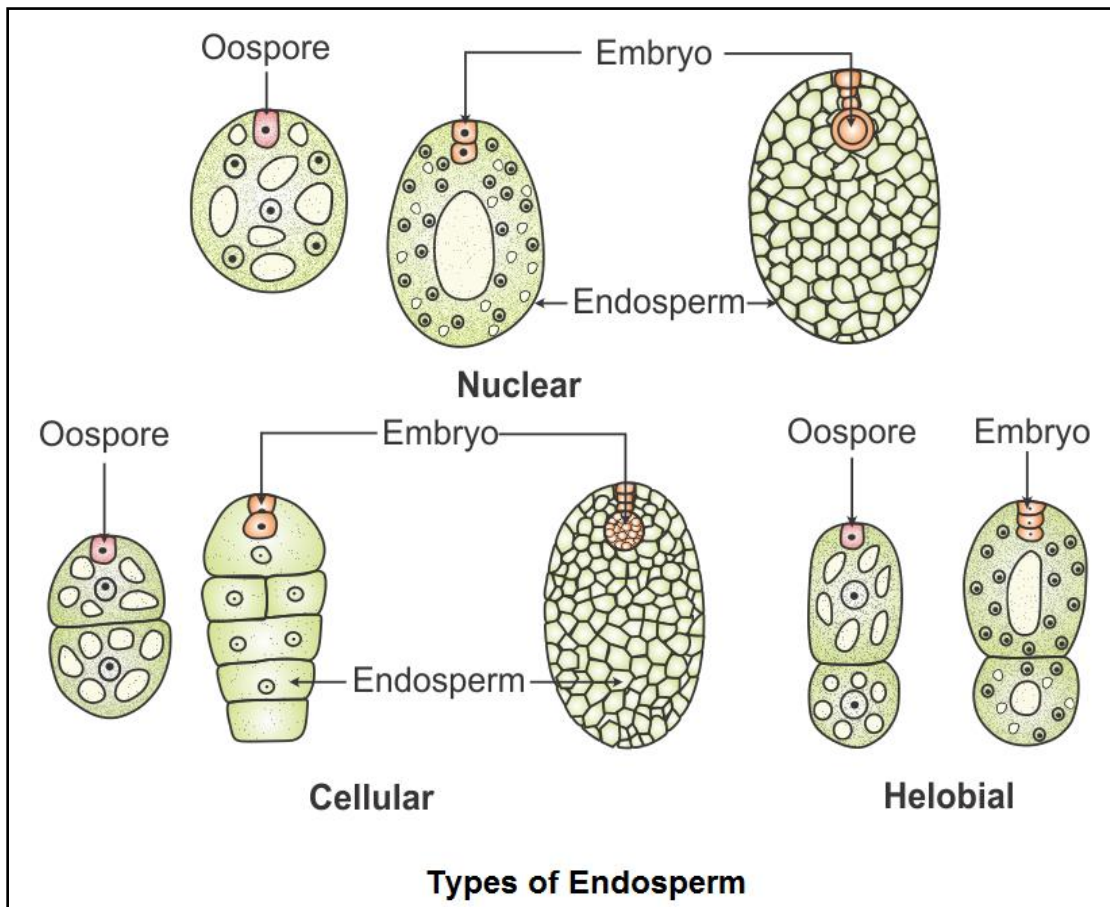 Oospore
Embryo
Endosperm
Nuclear
Oospore
Embryo
Endosperm
Cellular
Oospore
Embryo
Helobial
Types of Endosperm